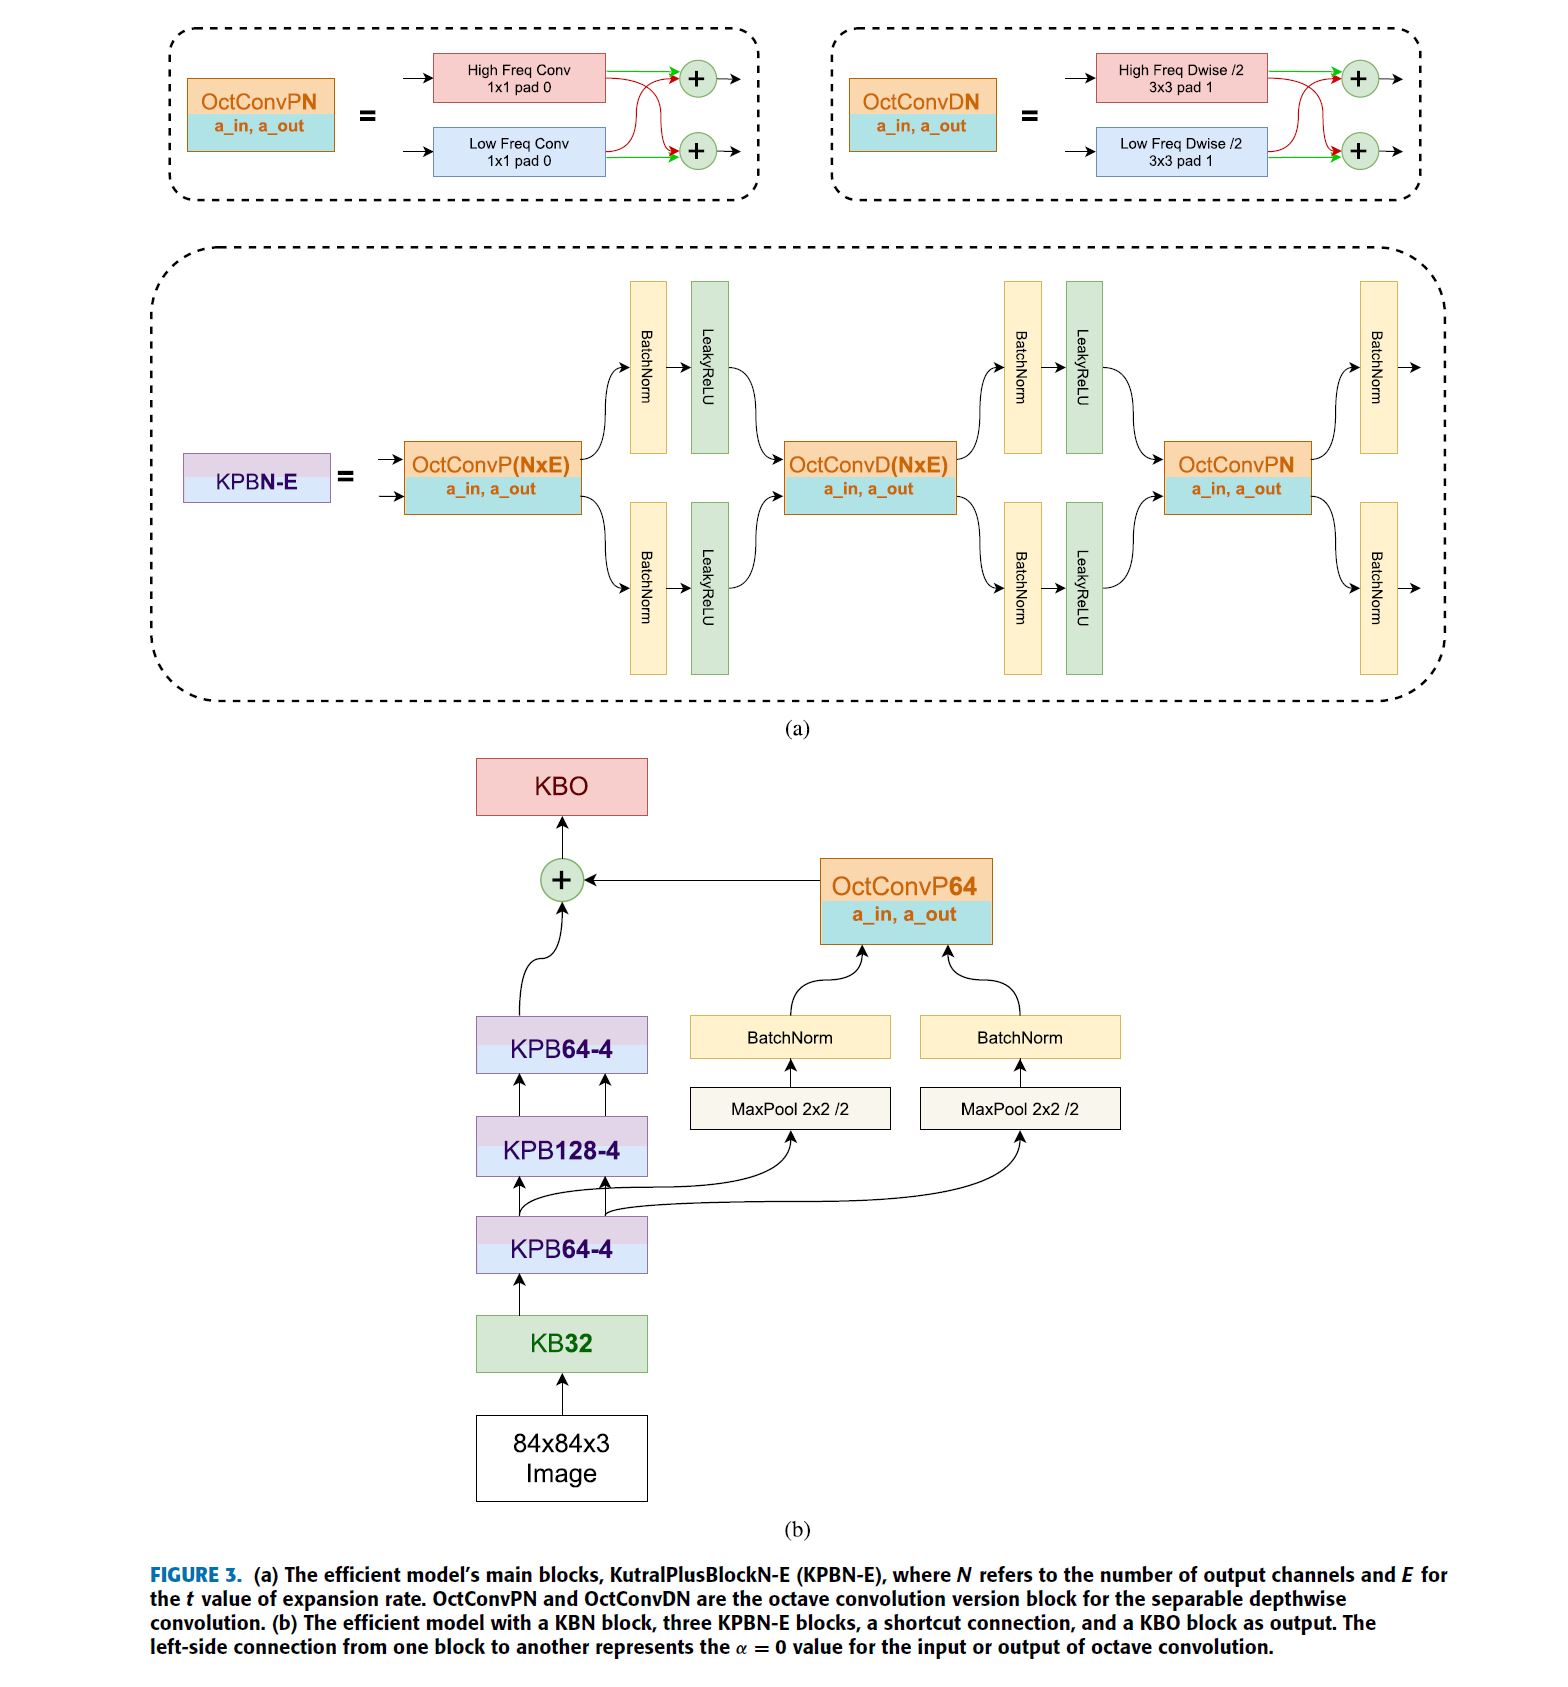 OctConvPN
a_in, a_out
=
High Freq Conv
1x1 pad 0
Low Freq Conv
1x1 pad 0
+
+
OctConvDN
a_in, a_out
=
High Freq Dwise /2
3x3 pad 1
Low Freq Dwise /2
3x3 pad 1
+
+
KPBN-E
=
OctConvP(NxE)
a_in, a_out
BatchNorm
LeakyReLU
BatchNorm
LeakyReLU
OctConvD(NxE)
a_in, a_out
BatchNorm
LeakyReLU
BatchNorm
LeakyReLU
OctConvPN
a_in, a_out
BatchNorm
BatchNorm
(a)
KBO
+
OctConvP64
a_in, a_out
KPB64-4
BatchNorm
BatchNorm
MaxPool 2x2 /2
MaxPool 2x2 /2
KPB128-4
KPB64-4
KB32
84x84x3
Image
(b)
FIGURE 3. (a) The efficient model's main blocks, KutralPlusBlockN-E (KPBN-E), where N refers to the number of output channels and E for
the t value of expansion rate. OctConvPN and OctConvDN are the octave convolution version block for the separable depthwise
convolution. (b) The efficient model with a KBN block, three KPBN-E blocks, a shortcut connection, and a KBO block as output. The
left-side connection from one block to another represents the α = 0 value for the input or output of octave convolution.